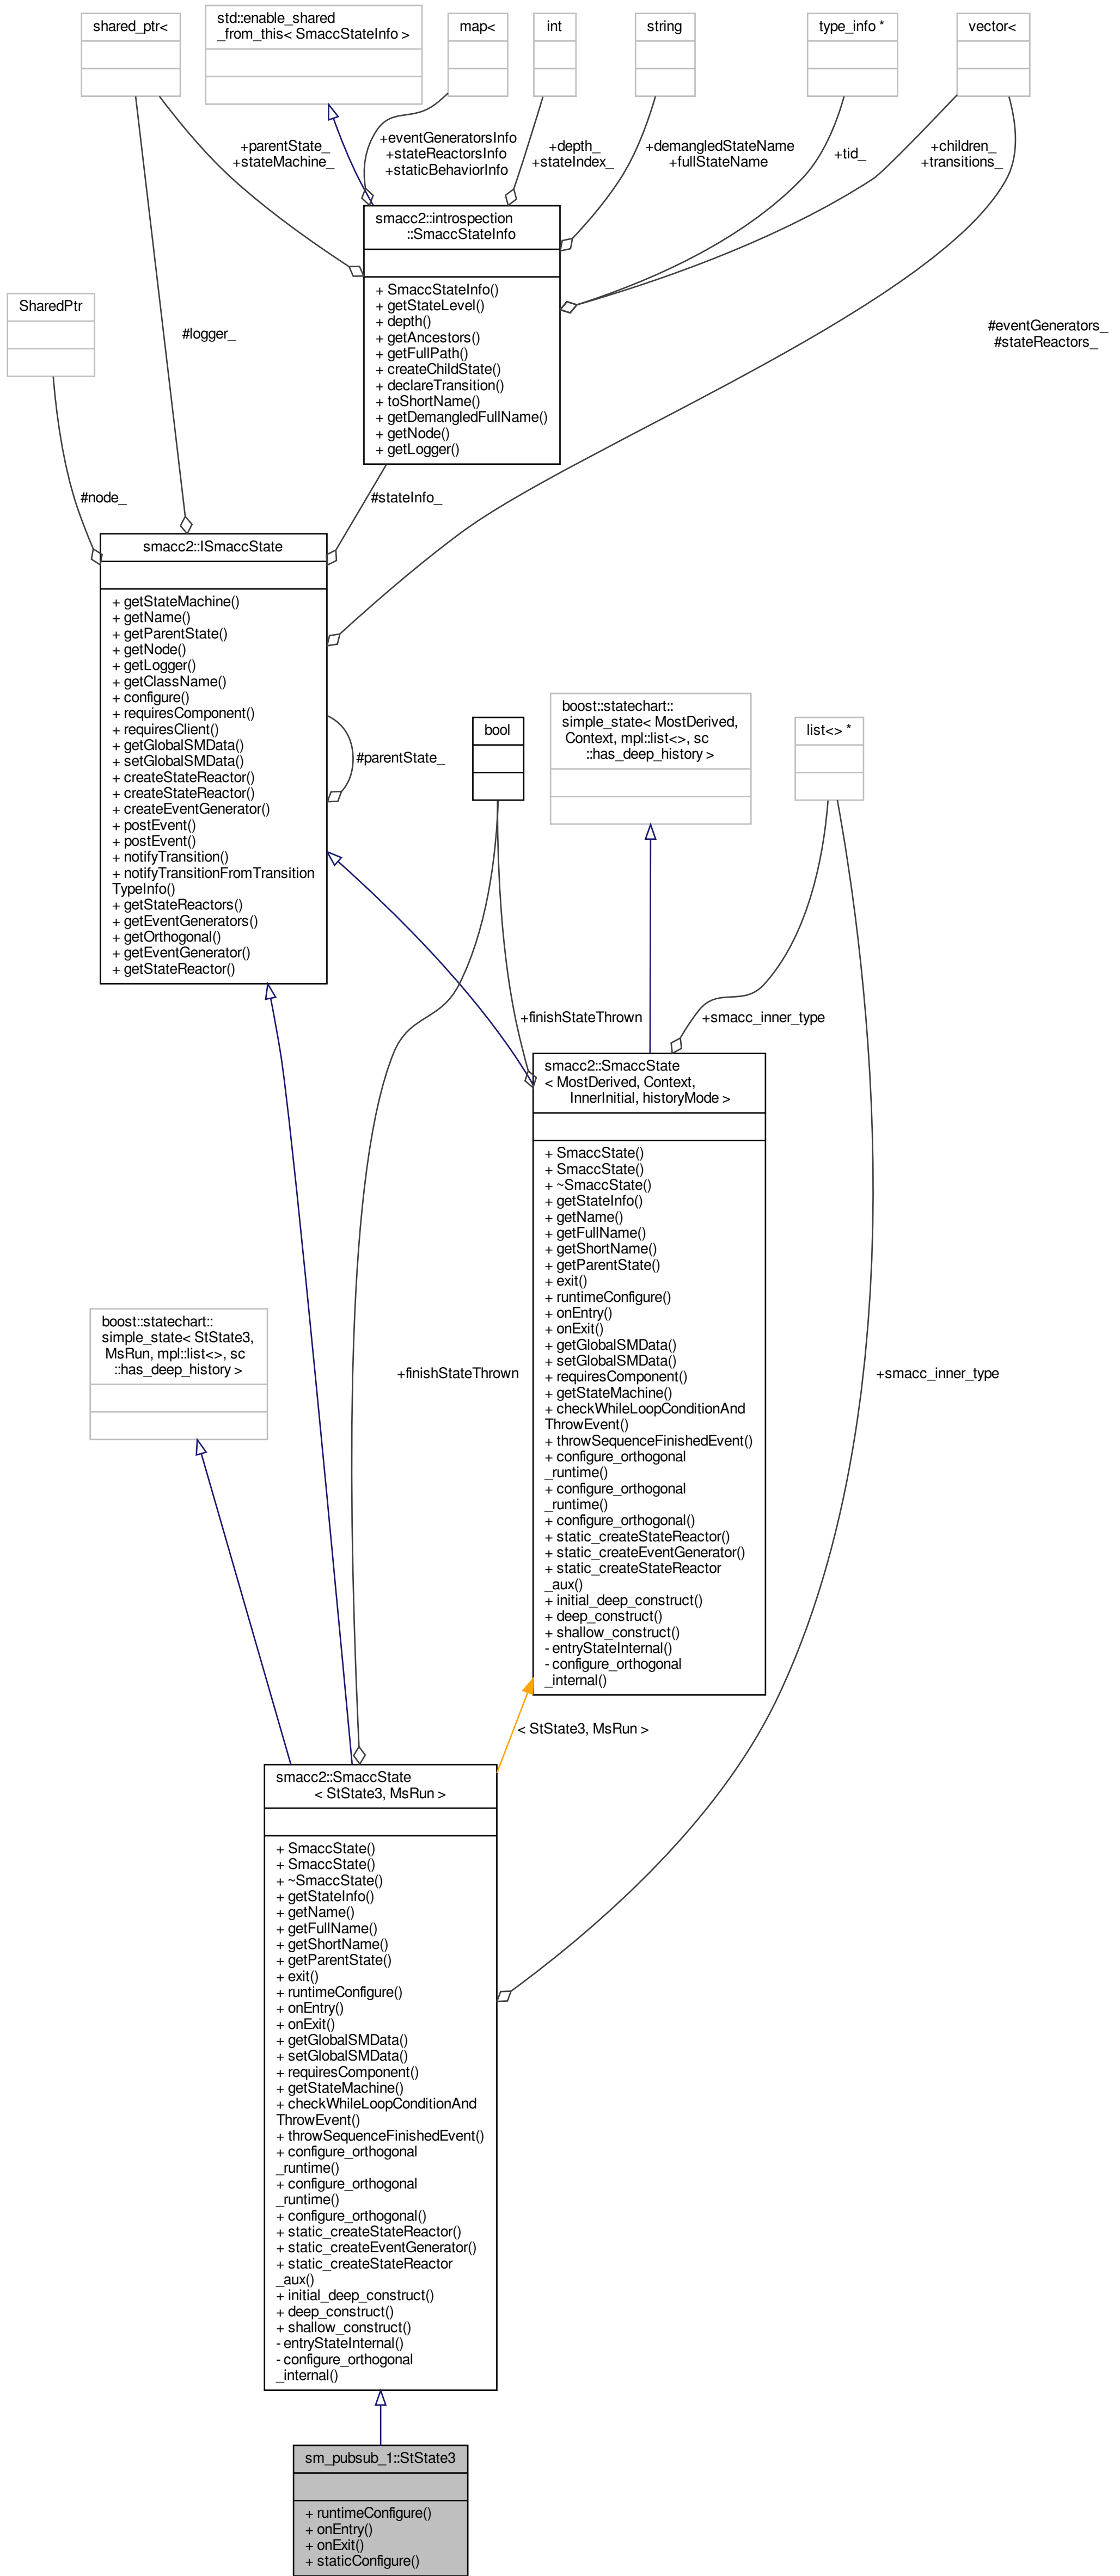 shared_ptr<
std::enable_shared
_from_this< SmaccStateInfo >
map<
int
string
type_info *
vector<
+parentState_
+stateMachine_
+eventGeneratorsInfo
+stateReactorsInfo
+staticBehaviorInfo
+depth_
+stateIndex_
+demangledStateName
+fullStateName
+tid_
+children_
+transitions_
smacc2::introspection
::SmaccStateInfo
+ SmaccStateInfo()
+ getStateLevel()
+ depth()
+ getAncestors()
+ getFullPath()
+ createChildState()
+ declareTransition()
+ toShortName()
+ getDemangledFullName()
+ getNode()
+ getLogger()
SharedPtr
#logger_
#eventGenerators_
#stateReactors_
#node_
#stateInfo_
smacc2::ISmaccState
+ getStateMachine()
+ getName()
+ getParentState()
+ getNode()
+ getLogger()
+ getClassName()
+ configure()
+ requiresComponent()
+ requiresClient()
+ getGlobalSMData()
+ setGlobalSMData()
+ createStateReactor()
+ createStateReactor()
+ createEventGenerator()
+ postEvent()
+ postEvent()
+ notifyTransition()
+ notifyTransitionFromTransition
TypeInfo()
+ getStateReactors()
+ getEventGenerators()
+ getOrthogonal()
+ getEventGenerator()
+ getStateReactor()
#parentState_
bool
boost::statechart::
simple_state< MostDerived,
Context, mpl::list<>, sc
::has_deep_history >
list<> *
+finishStateThrown
+smacc_inner_type
smacc2::SmaccState
< MostDerived, Context,
InnerInitial, historyMode >
+ SmaccState()
+ SmaccState()
+ ~SmaccState()
+ getStateInfo()
+ getName()
+ getFullName()
+ getShortName()
+ getParentState()
+ exit()
+ runtimeConfigure()
+ onEntry()
+ onExit()
+ getGlobalSMData()
+ setGlobalSMData()
+ requiresComponent()
+ getStateMachine()
+ checkWhileLoopConditionAnd
ThrowEvent()
+ throwSequenceFinishedEvent()
+ configure_orthogonal
_runtime()
+ configure_orthogonal
_runtime()
+ configure_orthogonal()
+ static_createStateReactor()
+ static_createEventGenerator()
+ static_createStateReactor
_aux()
+ initial_deep_construct()
+ deep_construct()
+ shallow_construct()
- entryStateInternal()
- configure_orthogonal
_internal()
boost::statechart::
simple_state< StState3,
MsRun, mpl::list<>, sc
::has_deep_history >
+finishStateThrown
+smacc_inner_type
< StState3, MsRun >
smacc2::SmaccState
< StState3, MsRun >
+ SmaccState()
+ SmaccState()
+ ~SmaccState()
+ getStateInfo()
+ getName()
+ getFullName()
+ getShortName()
+ getParentState()
+ exit()
+ runtimeConfigure()
+ onEntry()
+ onExit()
+ getGlobalSMData()
+ setGlobalSMData()
+ requiresComponent()
+ getStateMachine()
+ checkWhileLoopConditionAnd
ThrowEvent()
+ throwSequenceFinishedEvent()
+ configure_orthogonal
_runtime()
+ configure_orthogonal
_runtime()
+ configure_orthogonal()
+ static_createStateReactor()
+ static_createEventGenerator()
+ static_createStateReactor
_aux()
+ initial_deep_construct()
+ deep_construct()
+ shallow_construct()
- entryStateInternal()
- configure_orthogonal
_internal()
sm_pubsub_1::StState3
+ runtimeConfigure()
+ onEntry()
+ onExit()
+ staticConfigure()